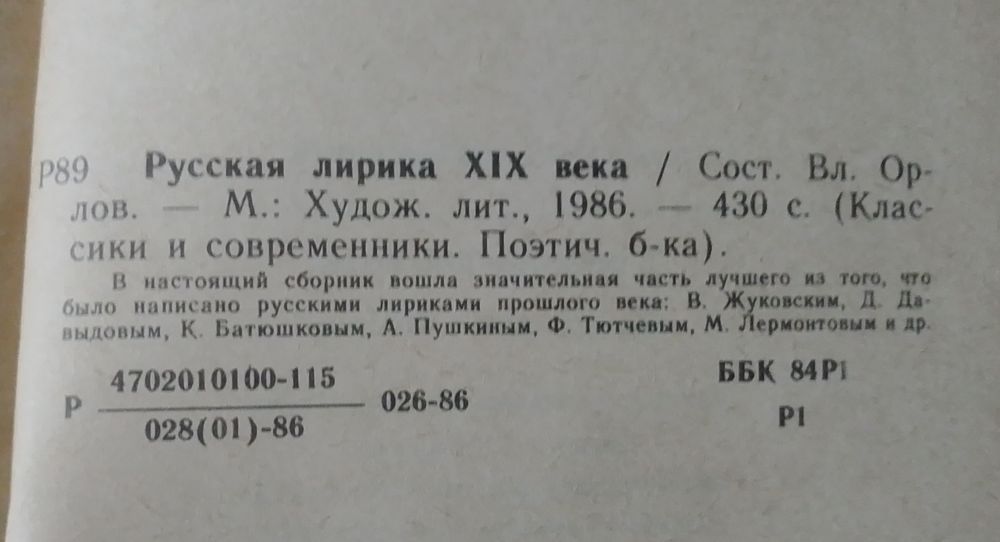 Р89 Русская лирика XIX века / Сост. Вл. Ор-
лов. — М.: Худож. лит., 1986. — 430 с. (Клас-
сики и современники. Поэтич. б-ка).
В настоящий сборник вошла значительная часть лучшего из того, что
было написано русскими лириками прошлого века: В. Жуковским, Д. Да-
выдовым, К. Батюшковым, А. Пушкиным, Ф. Тютчевым, М. Лермонтовым и др.
4702010100-115
Р 026-86
028(01)-86
ББК 84Р1
Р1